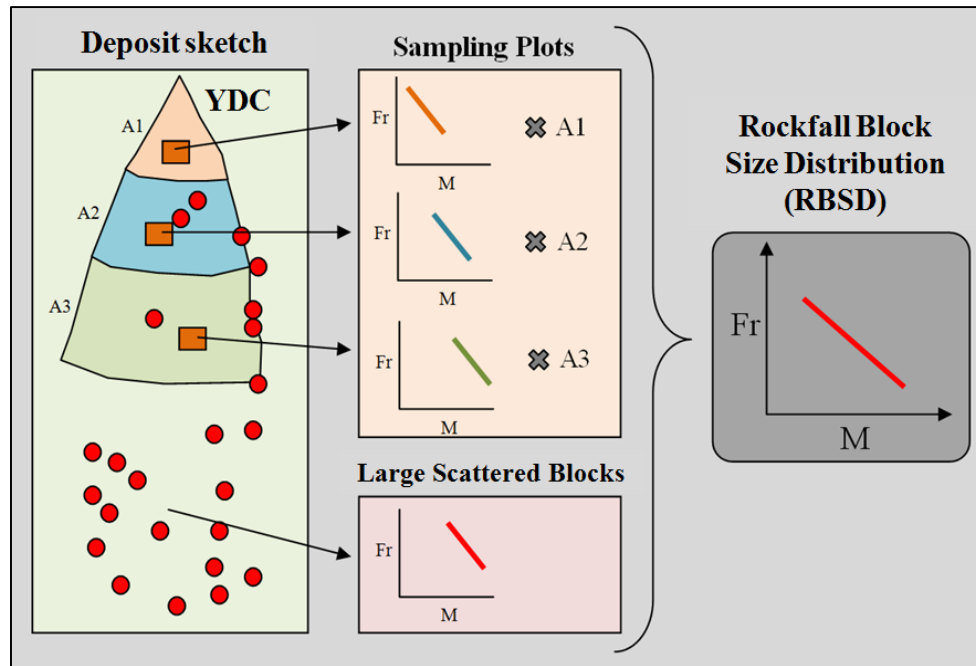 Deposit sketch
YDC
A1
A2
A3
Sampling Plots
Fr
M
A1
Fr
M
A2
Fr
M
A3
Large Scattered Blocks
Fr
M
Rockfall Block
Size Distribution
(RBSD)
Fr
M